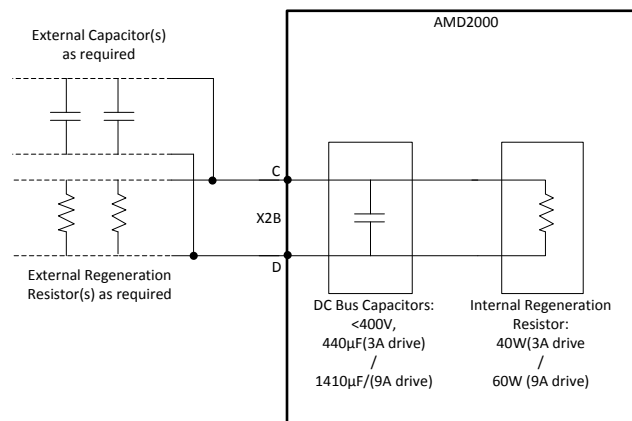 AMD2000
External Capacitor(s)
as required
C
X2B
D
External Regeneration
Resistor(s) as required
DC Bus Capacitors:
<400V,
440µF(3A drive)
/
1410µF/(9A drive)
Internal Regeneration
Resistor:
40W(3A drive
/
60W (9A drive)